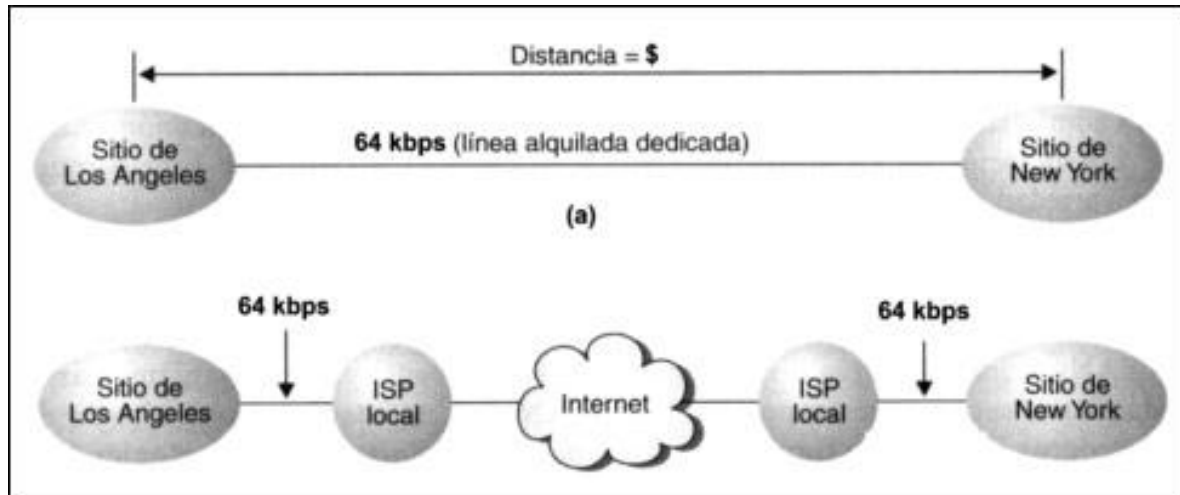 Distancia = $
Sitio de
Los Angeles
64 kbps (línea alquilada dedicada)
Sitio de
New York
(a)
64 kbps
64 kbps
Sitio de
Los Angeles
ISP
local
Internet
ISP
local
Sitio de
New York